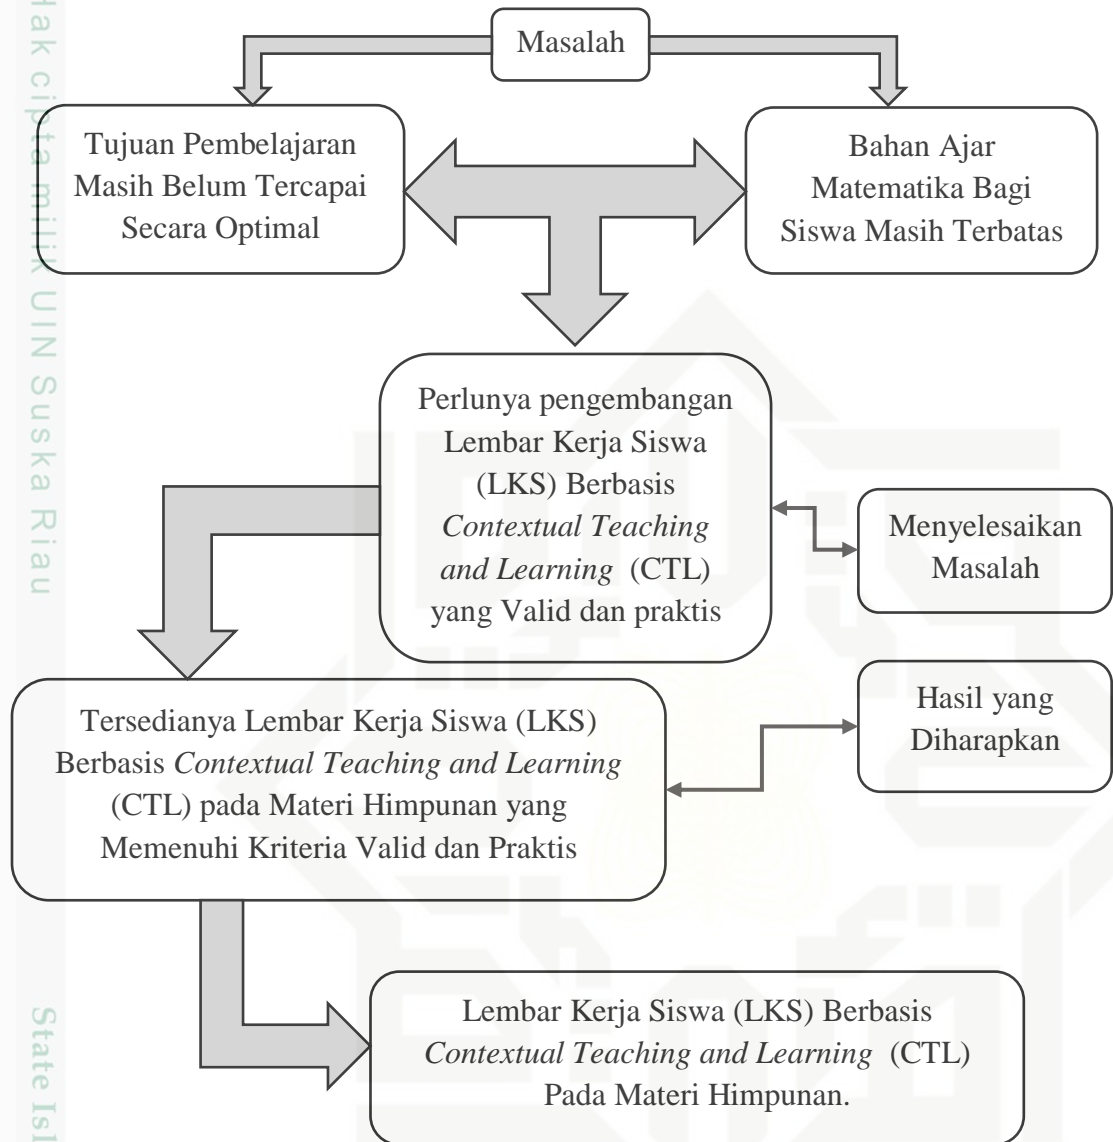 Masalah
Tujuan Pembelajaran
Masih Belum Tercapai
Secara Optimal
Bahan Ajar
Matematika Bagi
Siswa Masih Terbatas
Perlunya pengembangan
Lembar Kerja Siswa
(LKS) Berbasis
Contextual Teaching
and Learning (CTL)
yang Valid dan praktis
Menyelesaikan
Masalah
Hasil yang
Diharapkan
Tersedianya Lembar Kerja Siswa (LKS)
Berbasis Contextual Teaching and Learning
(CTL) pada Materi Himpunan yang
Memenuhi Kriteria Valid dan Praktis
Lembar Kerja Siswa (LKS) Berbasis
Contextual Teaching and Learning (CTL)
Pada Materi Himpunan.
Hak cipta milik UIN Suska Riau
State Isl